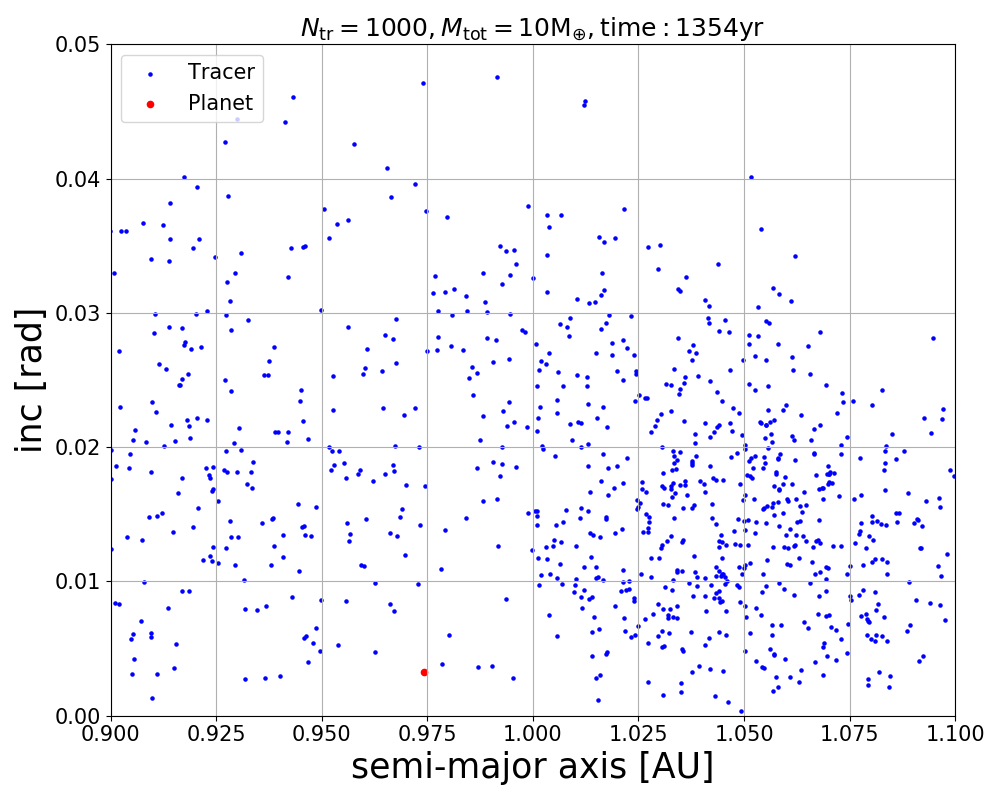 N_tr = 1000, M_tot = 10M_⊕, time : 1354yr
Tracer
Planet
0.05
0.04
0.03
0.02
0.01
0.00
inc [rad]
0.900 0.925 0.950 0.975 1.000 1.025 1.050 1.075 1.100
semi-major axis [AU]